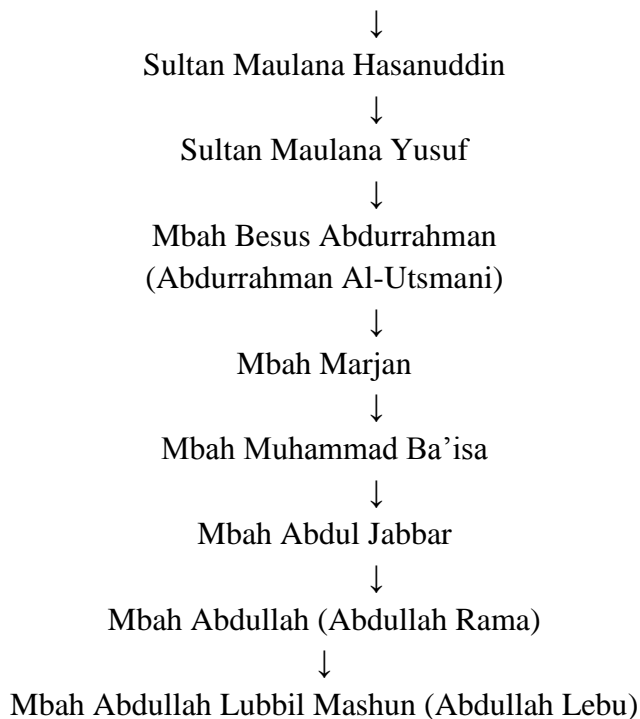 ↓
Sultan Maulana Hasanuddin
↓
Sultan Maulana Yusuf
↓
Mbah Besus Abdurrahman
(Abdurrahman Al-Utsmani)
↓
Mbah Marjan
↓
Mbah Muhammad Ba’isa
↓
Mbah Abdul Jabbar
↓
Mbah Abdullah (Abdullah Rama)
↓
Mbah Abdullah Lubbil Mashun (Abdullah Lebu)